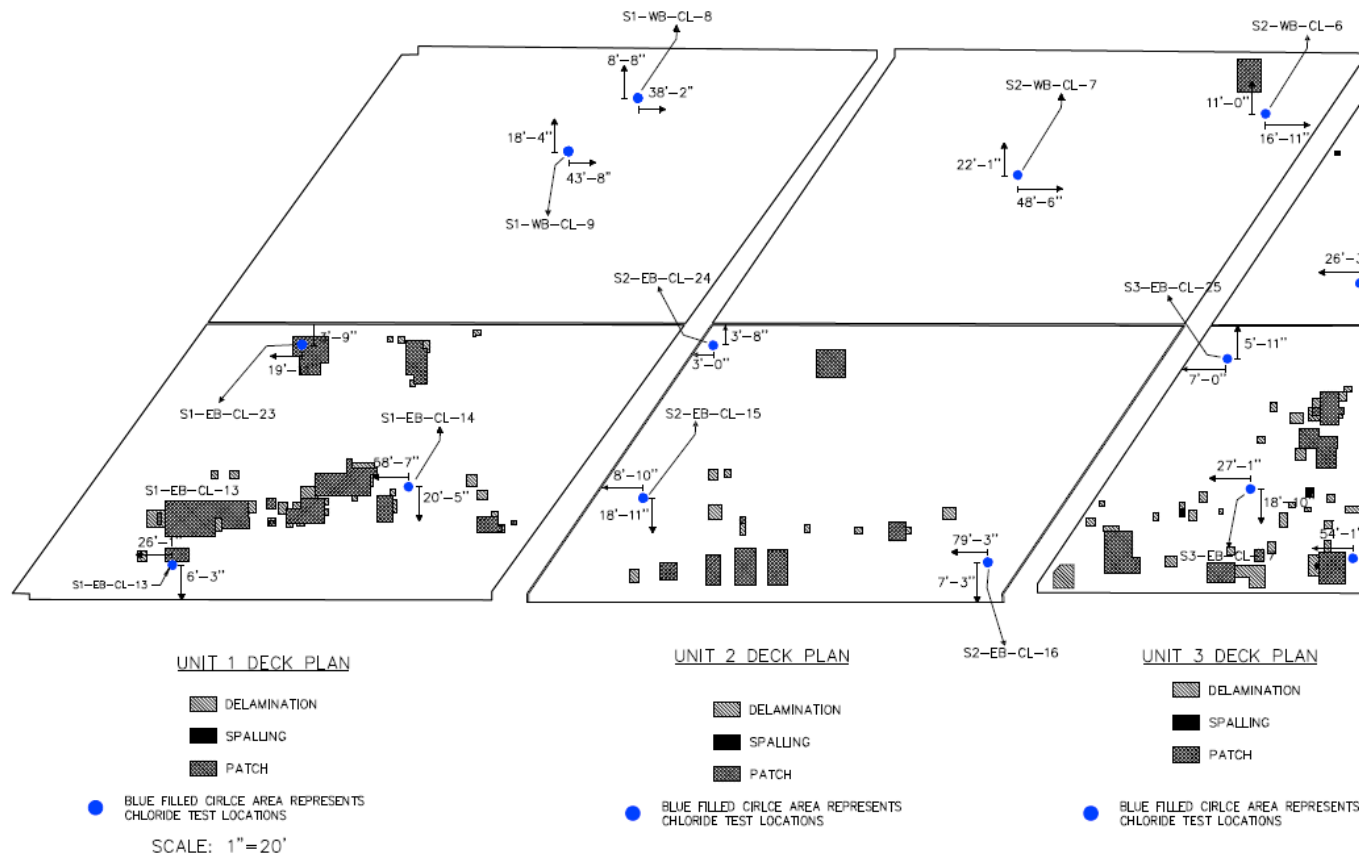 S1-WB-CL-8
8'-8"
38'-2"
18'-4"
43'-8"
S1-WB-CL-9
S2-WB-CL-6
S2-WB-CL-7
11'-0"
16'-11"
22'-1"
48'-6"
26'-3
S2-EB-CL-24
S3-EB-CL-25
3'-8"
3'-0"
5'-11"
7'-0"
19'-
S1-EB-CL-23
S1-EB-CL-14
S2-EB-CL-15
58'-7"
20'-5"
S1-EB-CL-13
26'-1"
S1-EB-CL-13
6'-3"
8'-10"
18'-11"
79'-3"
7'-3"
S2-EB-CL-16
27'-1"
18'-10
54'-1"
UNIT 1 DECK PLAN
DELAMINATION
SPALLING
PATCH
BLUE FILLED CIRLCE AREA REPRESENTS
CHLORIDE TEST LOCATIONS
SCALE: 1"=20'
UNIT 2 DECK PLAN
DELAMINATION
SPALLING
PATCH
BLUE FILLED CIRLCE AREA REPRESENTS
CHLORIDE TEST LOCATIONS
UNIT 3 DECK PLAN
DELAMINATION
SPALLING
PATCH
BLUE FILLED CIRLCE AREA REPRESENTS
CHLORIDE TEST LOCATIONS